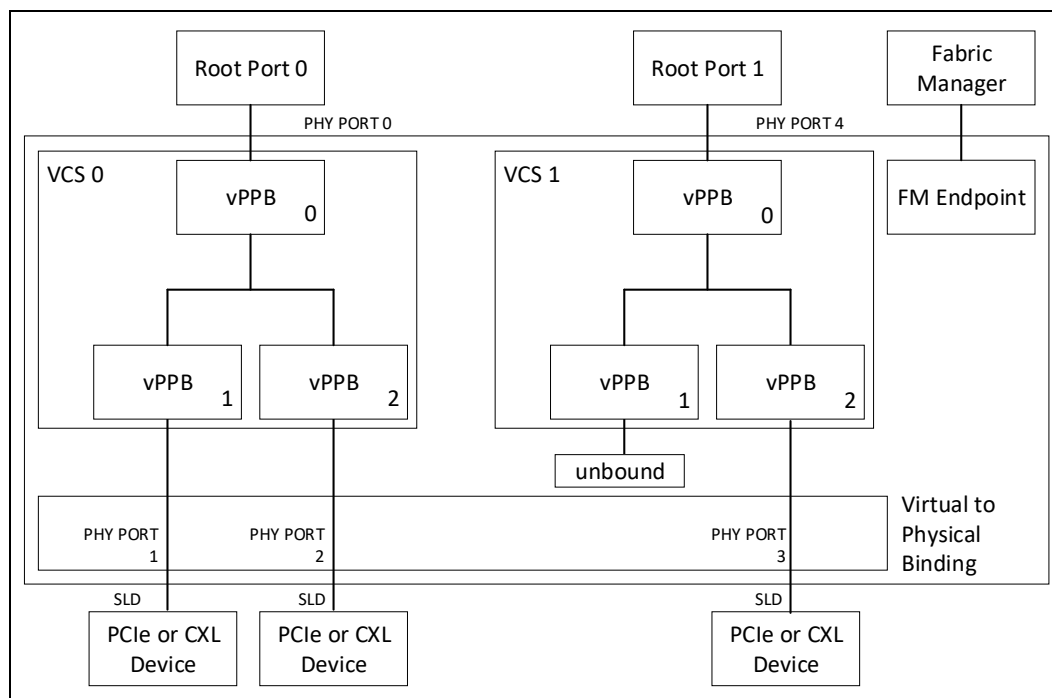 Root Port 0
Root Port 1
Fabric
Manager
PHY PORT 0
PHY PORT 4
VCS 0
vPPB
0
VCS 1
vPPB
0
FM Endpoint
vPPB
1
vPPB
2
vPPB
1
vPPB
2
unbound
Virtual to
Physical
Binding
PHY PORT
1
PHY PORT
2
PHY PORT
3
SLD
SLD
SLD
PCIe or CXL
Device
PCIe or CXL
Device
PCIe or CXL
Device